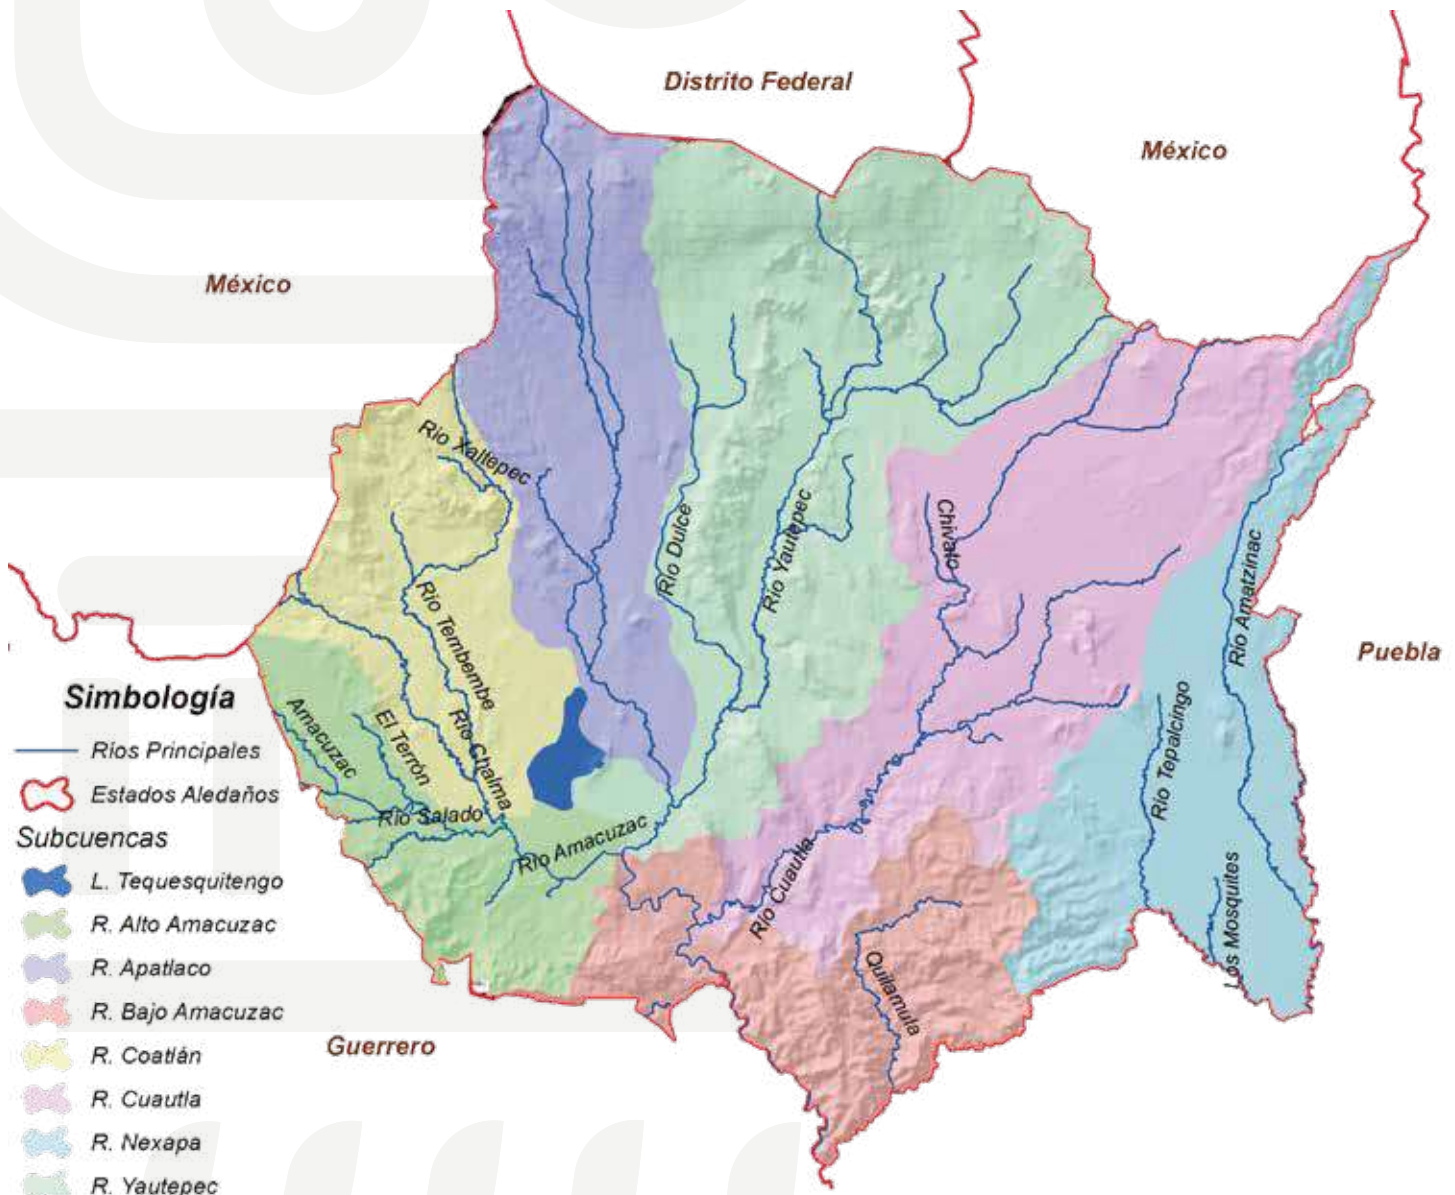 Distrito Federal
México
México
Río Xaltepec
Chivato
Río Dulce
Río Yautepec
Río Amatzinac
Río Tembembe
Puebla
Simbología
Ríos Principales
Estados Aledaños
Subcuencas
L. Tequesquitengo
R. Alto Amacuzac
R. Apatlaco
R. Bajo Amacuzac
R. Coatlán
R. Cuautla
R. Nexapa
R. Yautepec
Amacuzac
El Terrón
Río Chalma
Río Salado
Río Amacuzac
Río Tepalcingo
Río Cuautla
Los Mosquites
Quilamula
Guerrero